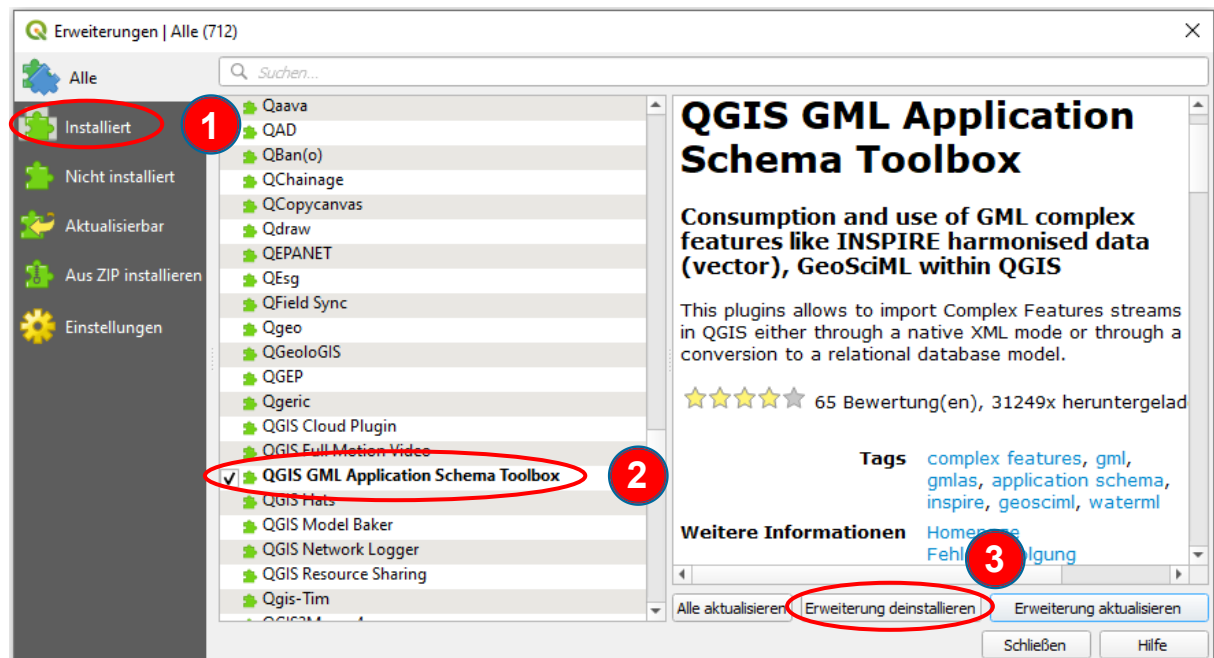 Erweiterungen | Alle (712)
Alle
Installiert
Nicht installiert
Aktualisierbar
Aus ZIP installieren
Einstellungen
Suchen...
Qaava
QAD
QBan(o)
QChainage
QCopycanvas
Qdraw
QEPANET
QEsg
QField Sync
Qgeo
QGeoloGIS
QGEP
Qgeric
QGIS Cloud Plugin
QGIS Full Motion Video
QGIS GML Application Schema Toolbox
QGIS Hats
QGIS Model Baker
QGIS Network Logger
QGIS Resource Sharing
Qgis-Tim
1
2
3
QGIS GML Application
Schema Toolbox
Consumption and use of GML complex
features like INSPIRE harmonised data
(vector), GeoSciML within QGIS
This plugins allows to import Complex Features streams
in QGIS either through a native XML mode or through a
conversion to a relational database model.
65 Bewertung(en), 31249x heruntergelad
Tags complex features, gml,
gmlas, application schema,
inspire, geosciml, waterml
Weitere Informationen Homepage
Alle aktualisieren Erweiterung deinstallieren Erweiterung aktualisieren
Schließen Hilfe